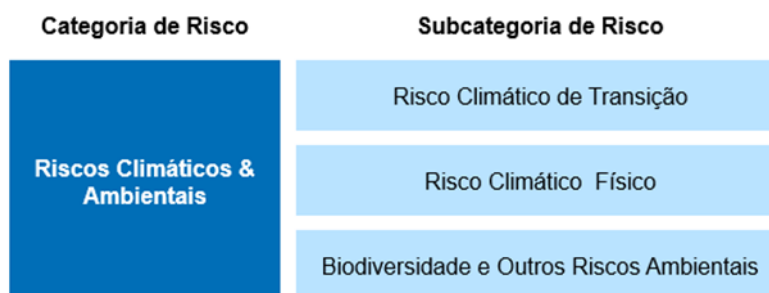 Categoria de Risco
Subcategoria de Risco
Riscos Climáticos &
Ambientais
Risco Climático de Transição
Risco Climático Físico
Biodiversidade e Outros Riscos Ambientais